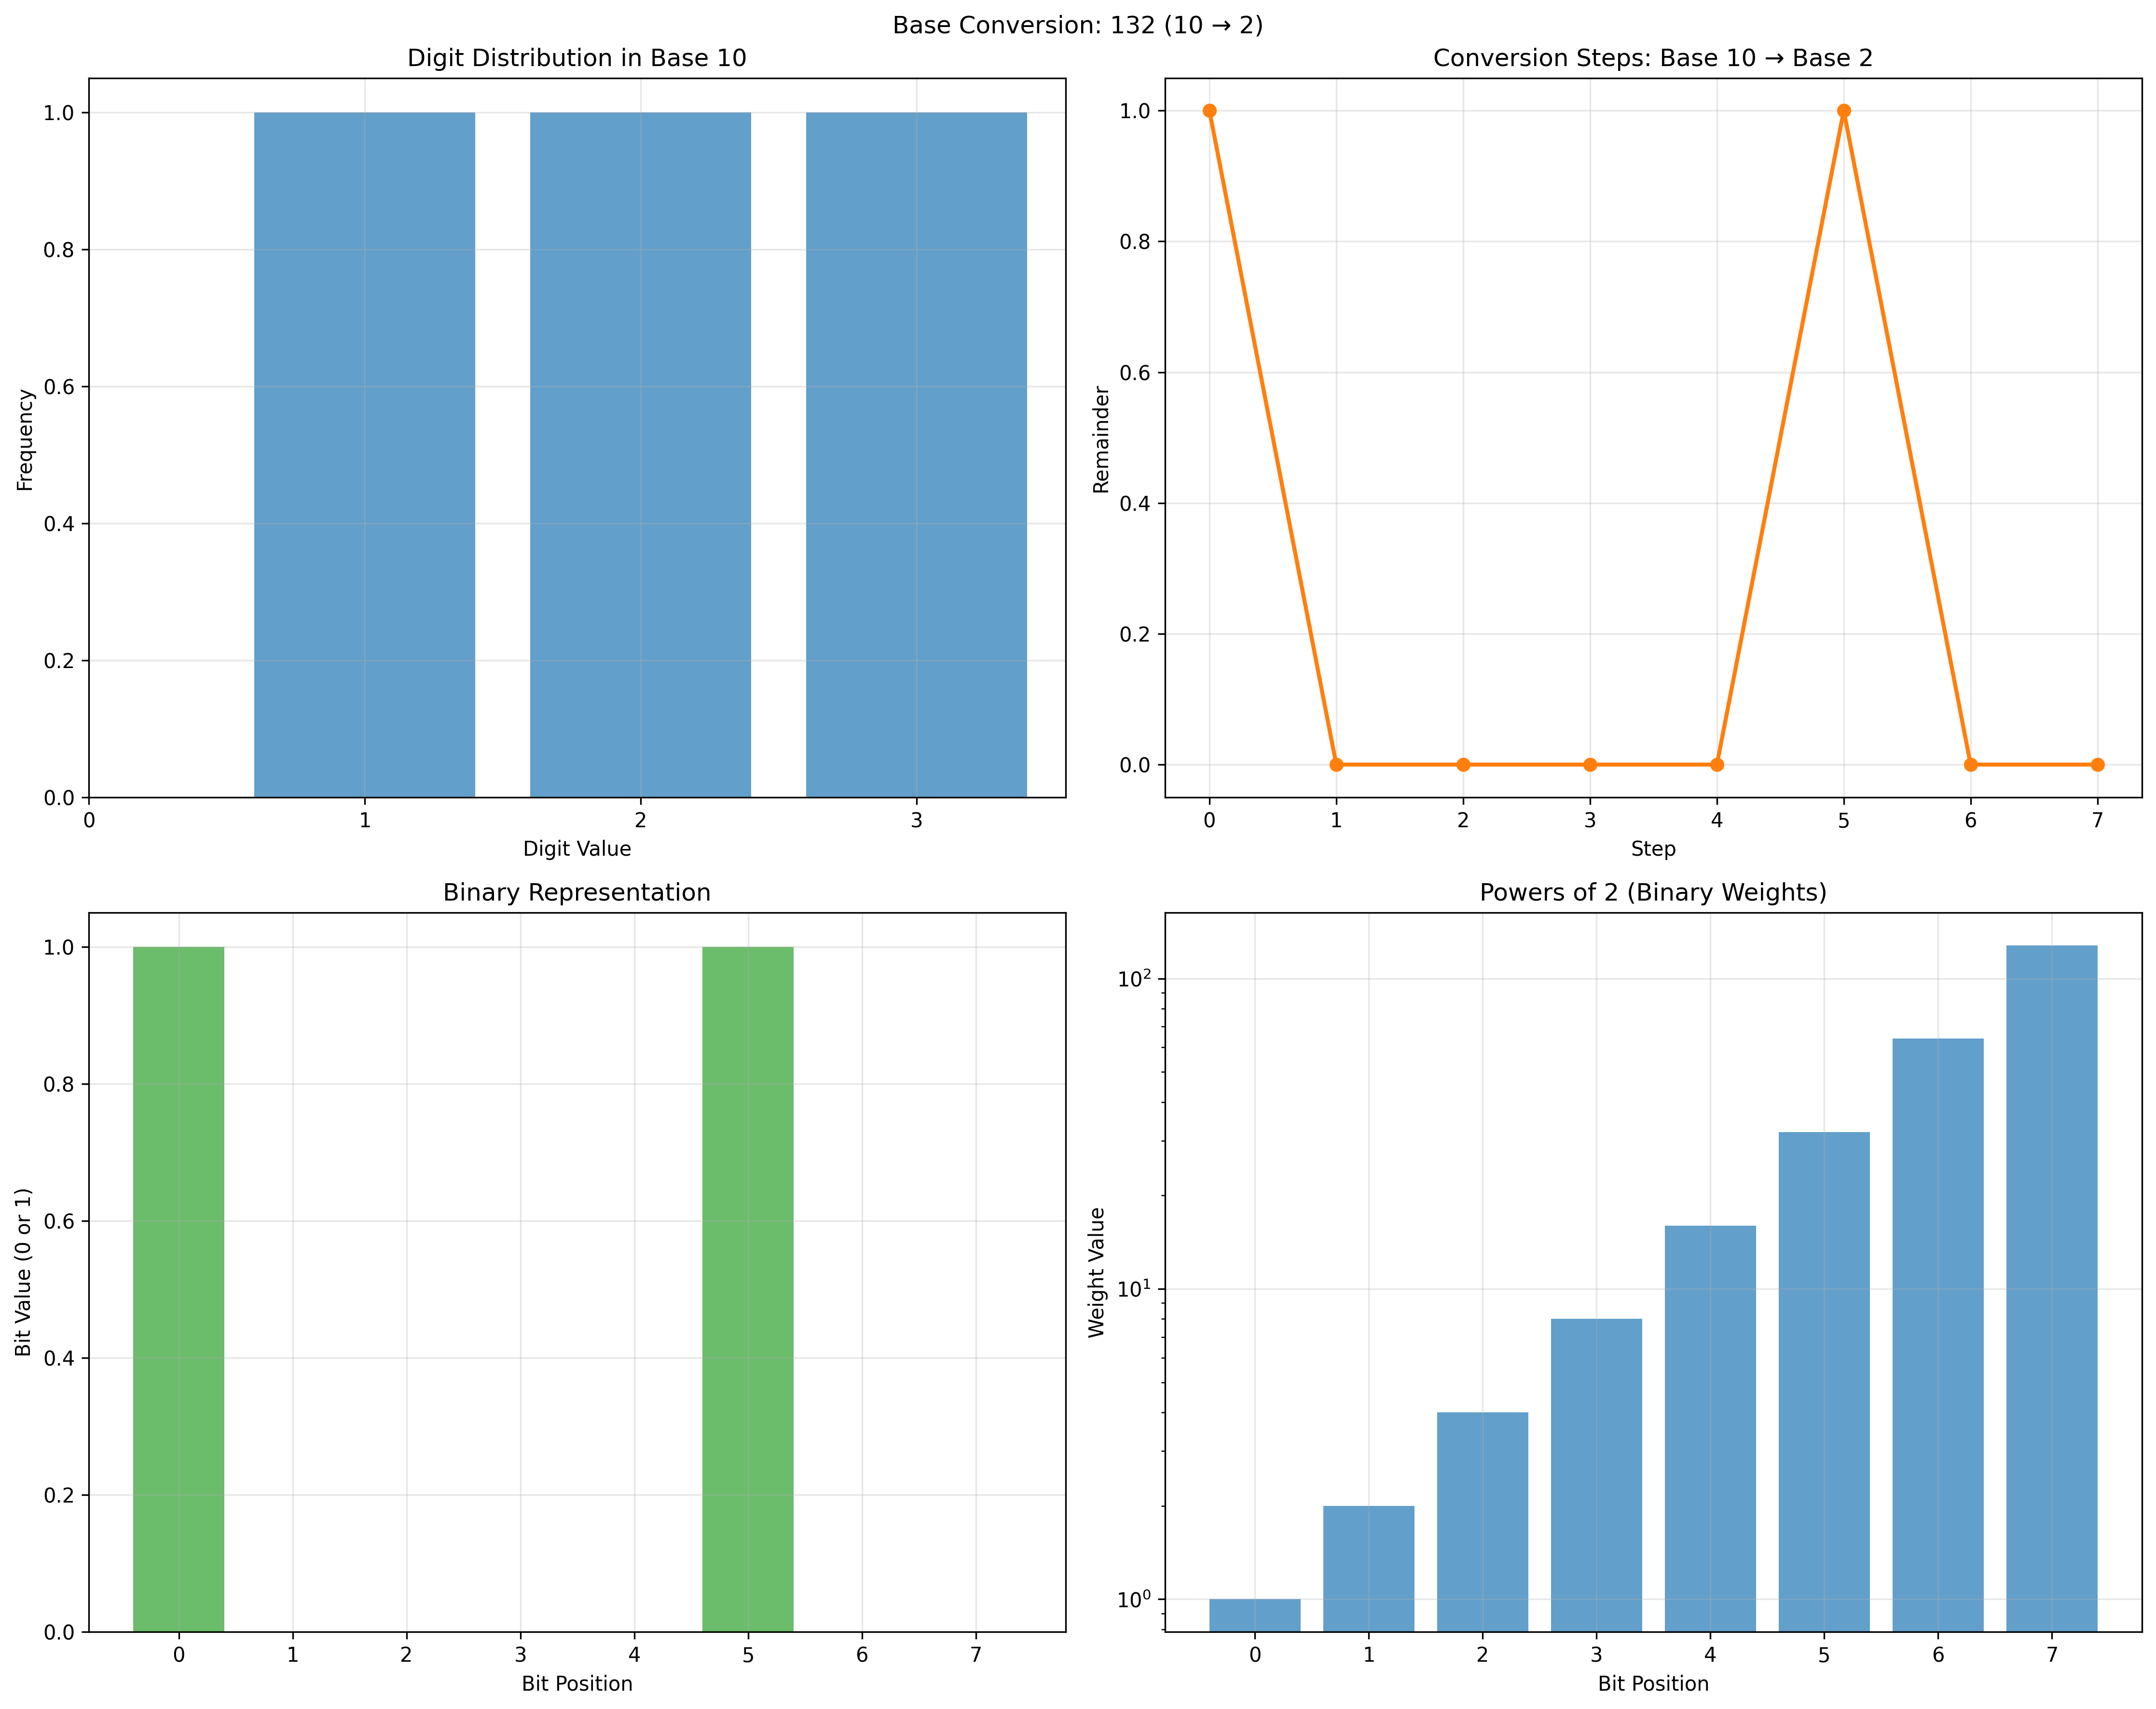 Base Conversion: 132 (10 → 2)
Digit Distribution in Base 10
Frequency
1.0
0.8
0.6
0.4
0.2
0.0
0 1 2 3
Digit Value
Conversion Steps: Base 10 → Base 2
Remainder
1.0
0.8
0.6
0.4
0.2
0.0
0 1 2 3 4 5 6 7
Step
Binary Representation
Bit Value (0 or 1)
1.0
0.8
0.6
0.4
0.2
0.0
0 1 2 3 4 5 6 7
Bit Position
Powers of 2 (Binary Weights)
Weight Value
10²
10¹
10⁰
0 1 2 3 4 5 6 7
Bit Position